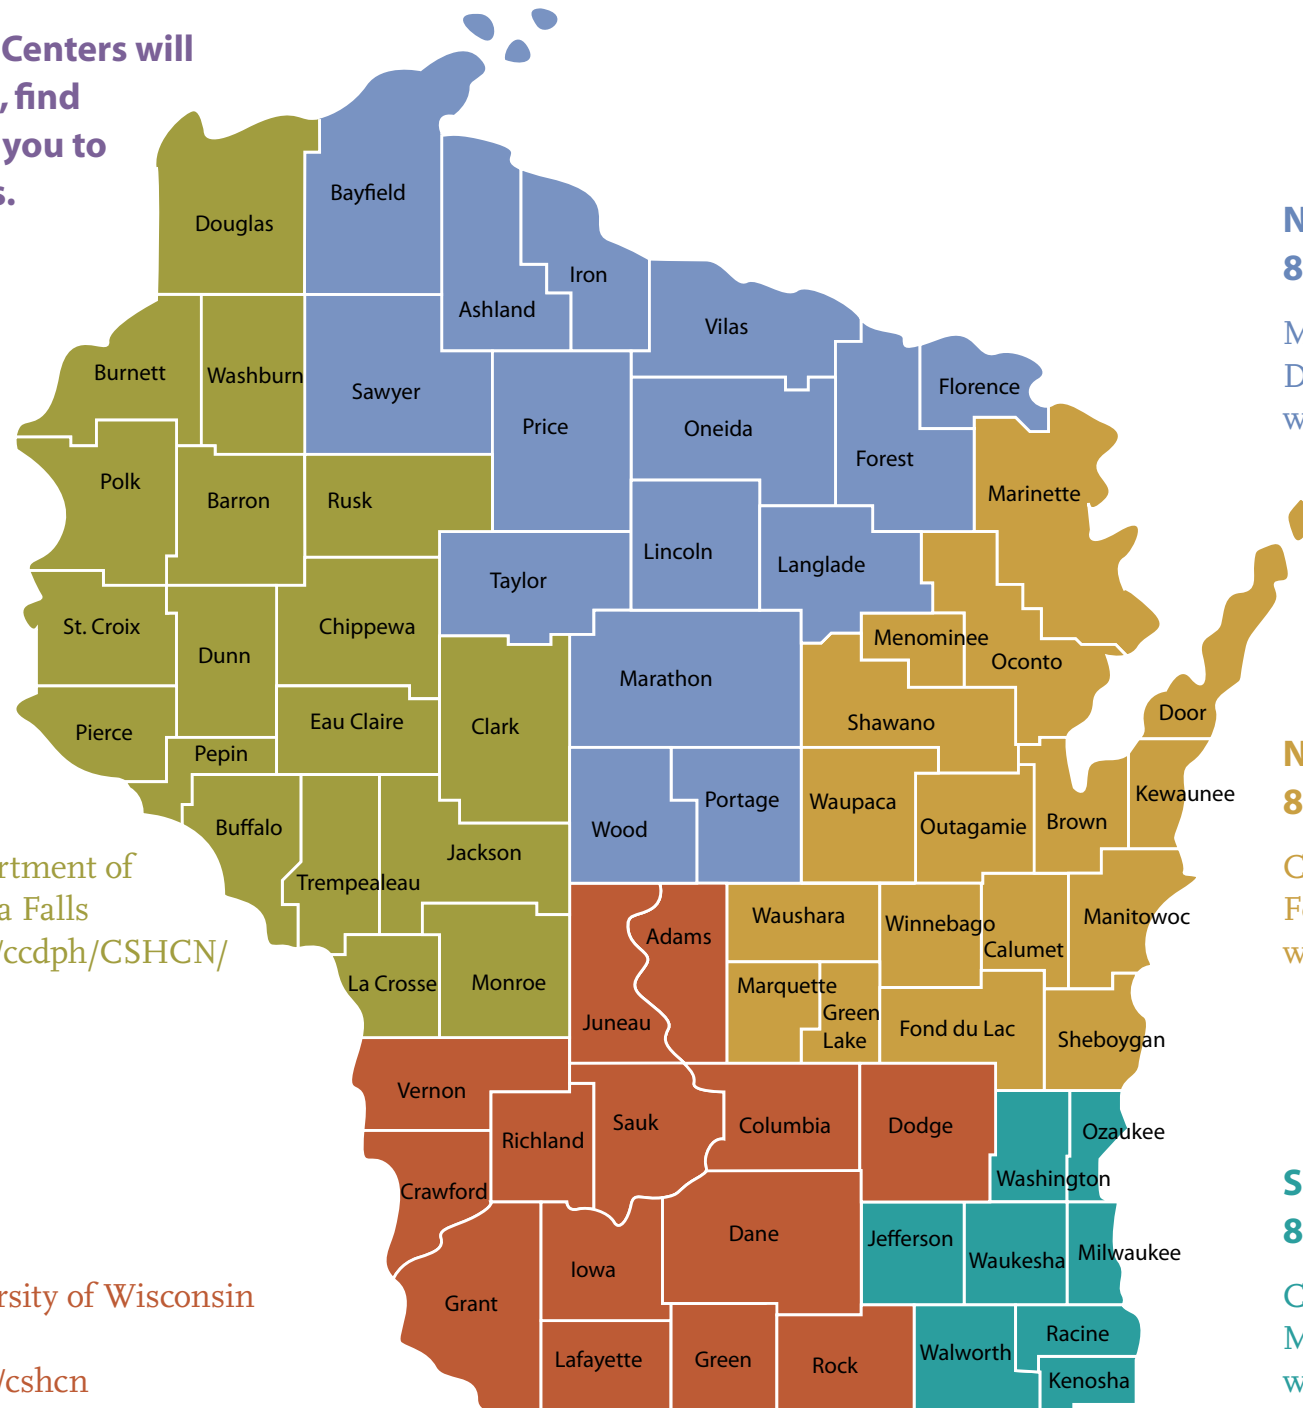 Centers will
, find
you to
s.
Bayfield
Douglas
Iron
Ashland
Vilas
Burnett
Washburn
Sawyer
Florence
Price
Oneida
Forest
Polk
Barron
Rusk
Marinette
Lincoln
Langlade
Taylor
St. Croix
Chippewa
Menominee
Dunn
Oconto
Marathon
Pierce
Eau Claire
Clark
Shawano
Door
Pepin
Kewaunee
Buffalo
Wood
Portage
Waupaca
Outagamie
Brown
Jackson
Trempealeau
Waushara
Winnebago
Manitowoc
Adams
Calumet
La Crosse
Monroe
Marquette
Juneau
Green
Lake
Fond du Lac
Sheboygan
Vernon
Richland
Sauk
Columbia
Dodge
Ozaukee
Crawford
Washington
Dane
Jefferson
Waukesha
Milwaukee
Iowa
Grant
Lafayette
Green
Rock
Walworth
Racine
Kenosha
rtment of
a Falls
/ccdph/CSHCN/
rsity of Wisconsin
/cshcn
N
8
M
D
w
N
8
C
F
w
S
8
C
M
w